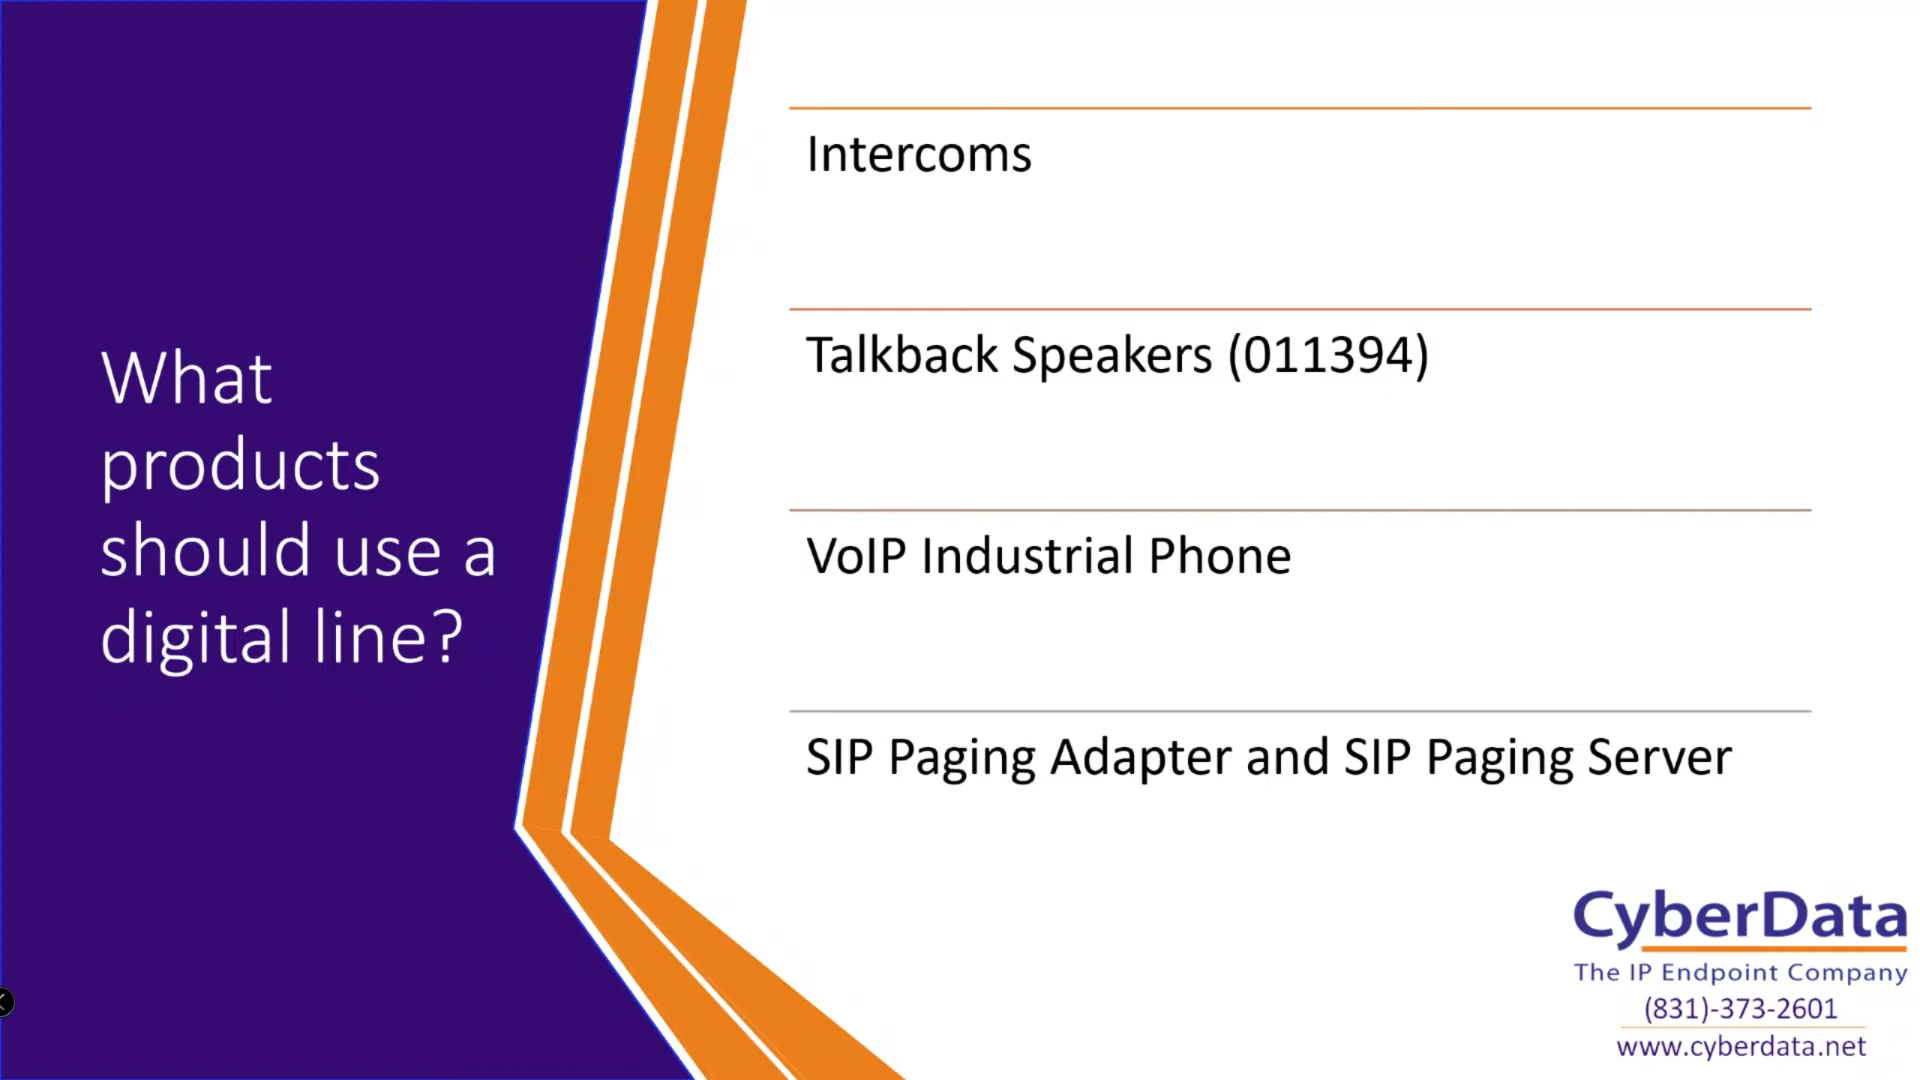 What
products
should use a
digital line?
Intercoms
Talkback Speakers (011394)
VoIP Industrial Phone
SIP Paging Adapter and SIP Paging Server
CyberData
The IP Endpoint Company
(831)-373-2601
www.cyberdata.net